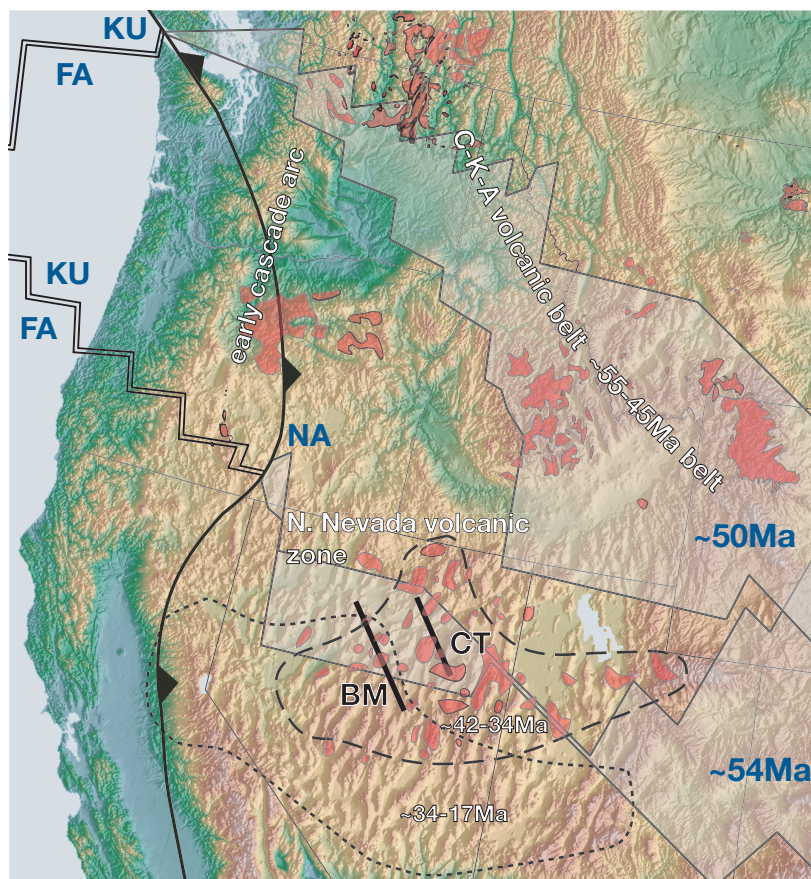 KU
FA
early cascade arc
C-K-A volcanic belt ~55-45Ma belt
KU
FA
NA
N. Nevada volcanic
zone
~50Ma
CT
BM
~42-34Ma
~54Ma
~34-17Ma